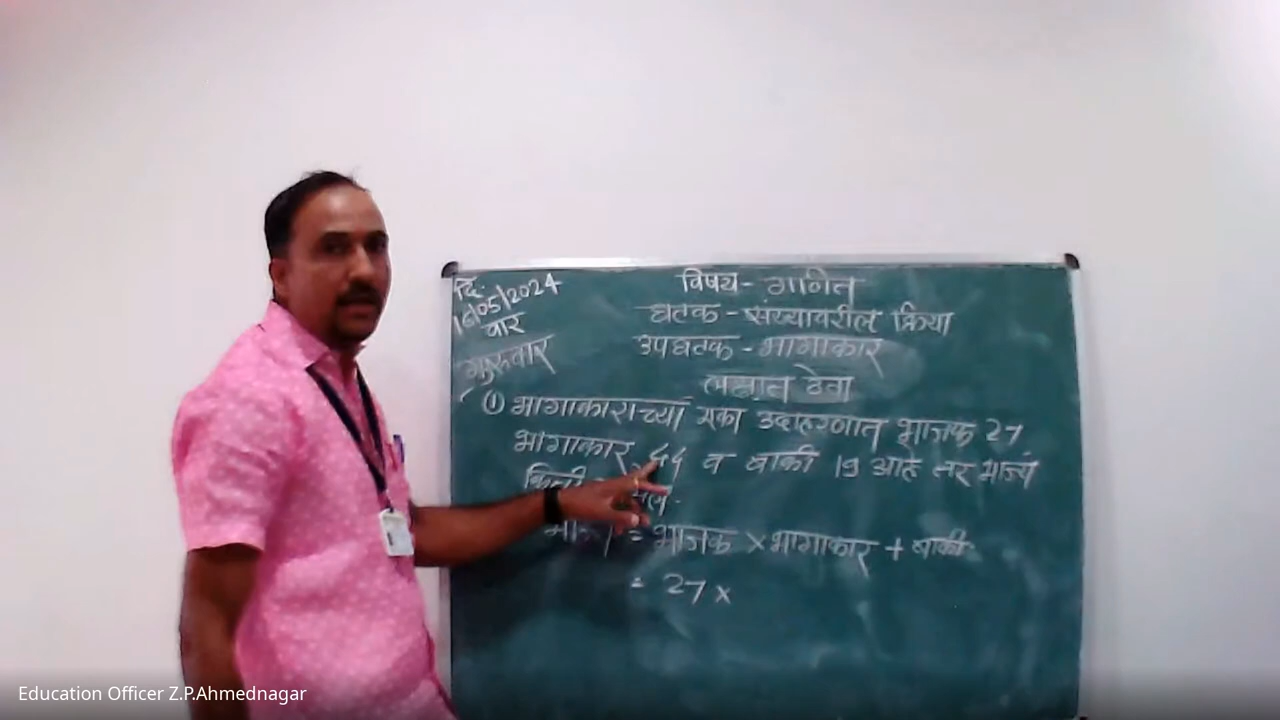 दि.
16/05/2024
वार
गुरुवार
विषय - गणित
घटक - संख्यावरील क्रिया
उपघटक - भागाकार
लक्षात ठेवा
① भागाकाराच्या एका उदाहरणात भाजक 27
भागाकार व बाकी 19 आहे तर भाज्य
किती
= भाजक × भागाकार + बाकी
= 27 ×
Education Officer Z.P.Ahmednagar